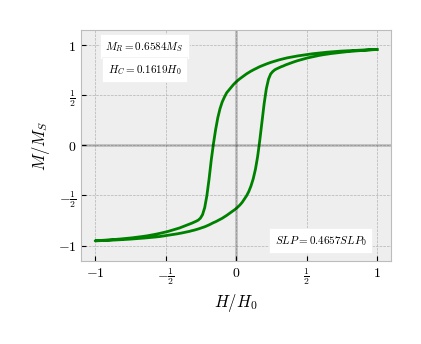 M_R = 0.6584M_S
H_C = 0.1619H_0
SLP = 0.4657SLP_0
M/M_S
1
1/2
0
−1/2
−1
−1
−1/2
0
1/2
1
H/H_0